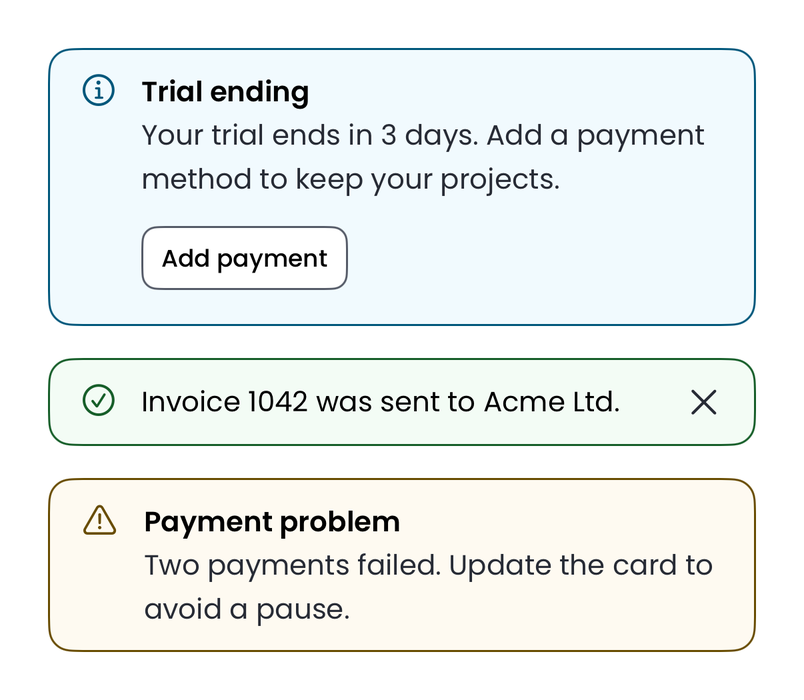 Trial ending
Your trial ends in 3 days. Add a payment
method to keep your projects.
Add payment
Invoice 1042 was sent to Acme Ltd.
Payment problem
Two payments failed. Update the card to
avoid a pause.